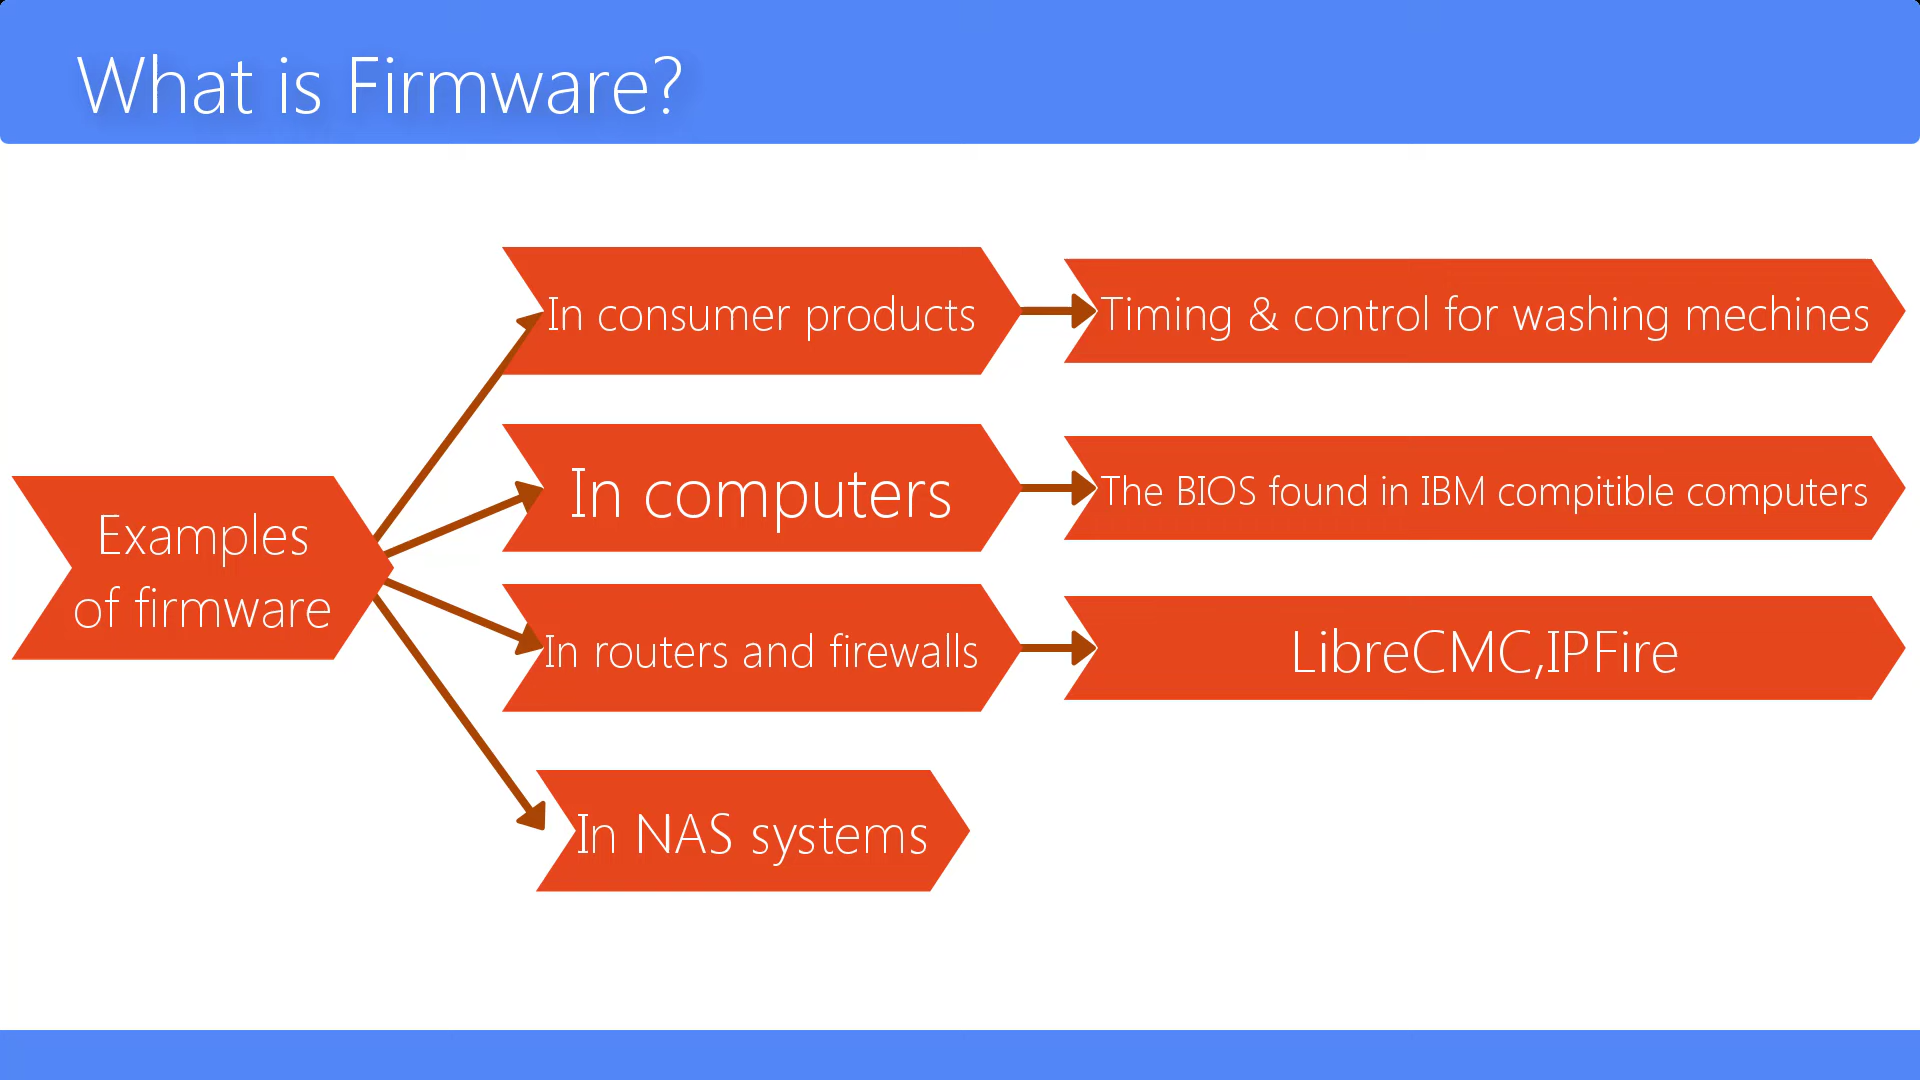 What is Firmware?
In consumer products
Timing & control for washing mechines
In computers
The BIOS found in IBM compitible computers
Examples
of firmware
In routers and firewalls
LibreCMC,IPFire
In NAS systems